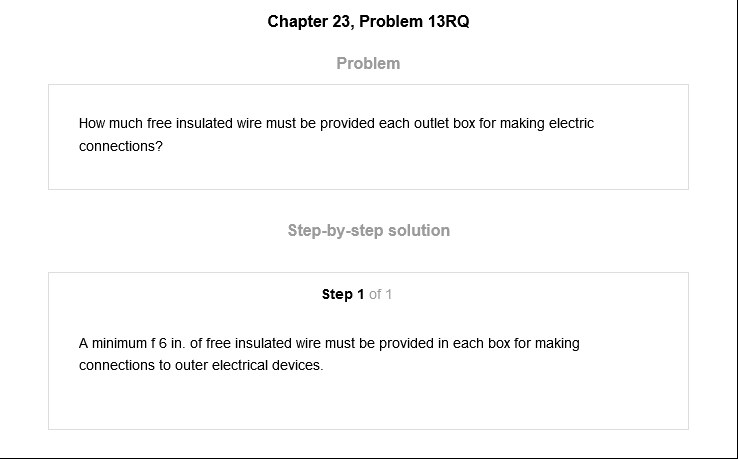 Chapter 23, Problem 13RQ
Problem
How much free insulated wire must be provided each outlet box for making electric
connections?
Step-by-step solution
Step 1 of 1
A minimum f 6 in. of free insulated wire must be provided in each box for making
connections to outer electrical devices.